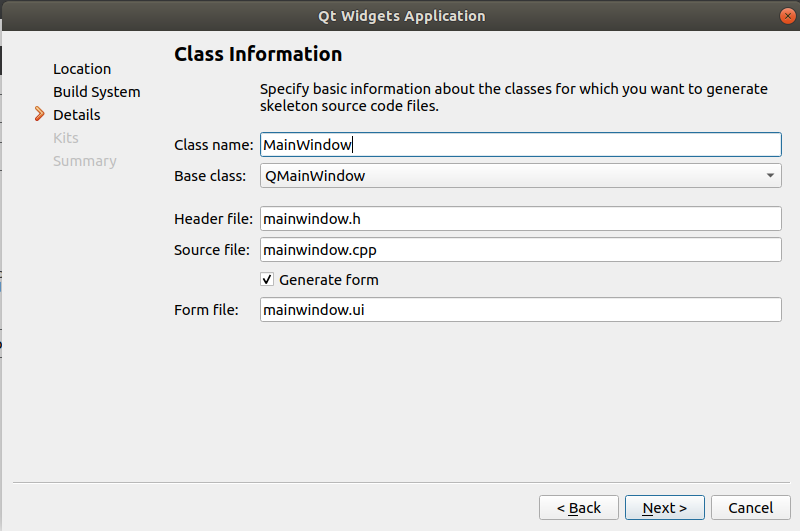 Qt Widgets Application
Location
Build System
Details
Kits
Summary
Class Information
Specify basic information about the classes for which you want to generate
skeleton source code files.
Class name: MainWindow
Base class: QMainWindow
Header file: mainwindow.h
Source file: mainwindow.cpp
Generate form
Form file: mainwindow.ui
< Back Next > Cancel